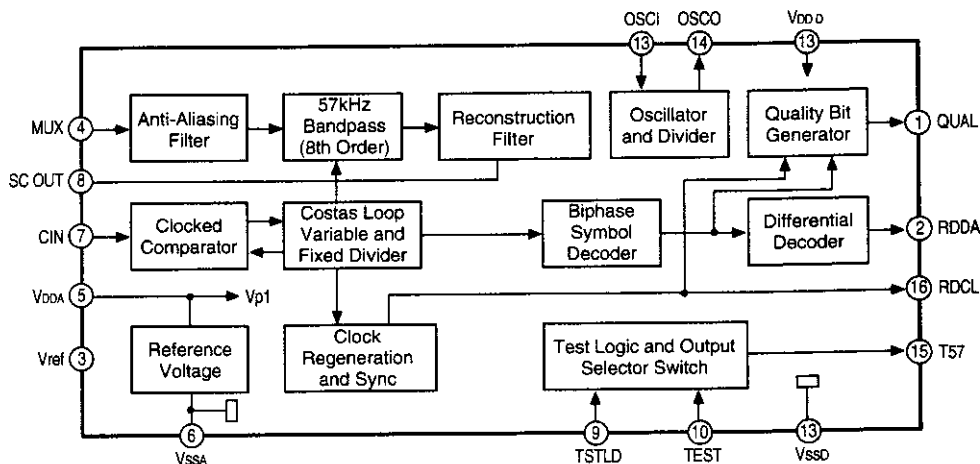 OSCI OSCO VDDD
13 14 13
MUX 4 Anti-Aliasing Filter
57kHz Bandpass (8th Order)
Reconstruction Filter
Oscillator and Divider
Quality Bit Generator
1 QUAL
SC OUT 8
CIN 7 Clocked Comparator
Costas Loop Variable and Fixed Divider
Biphase Symbol Decoder
Differential Decoder
2 RDDA
VDDA 5 Vp1
16 RDCL
Vref 3 Reference Voltage
Clock Regeneration and Sync
Test Logic and Output Selector Switch
15 T57
6 9 10 13
VSSA TSTLD TEST VSSD